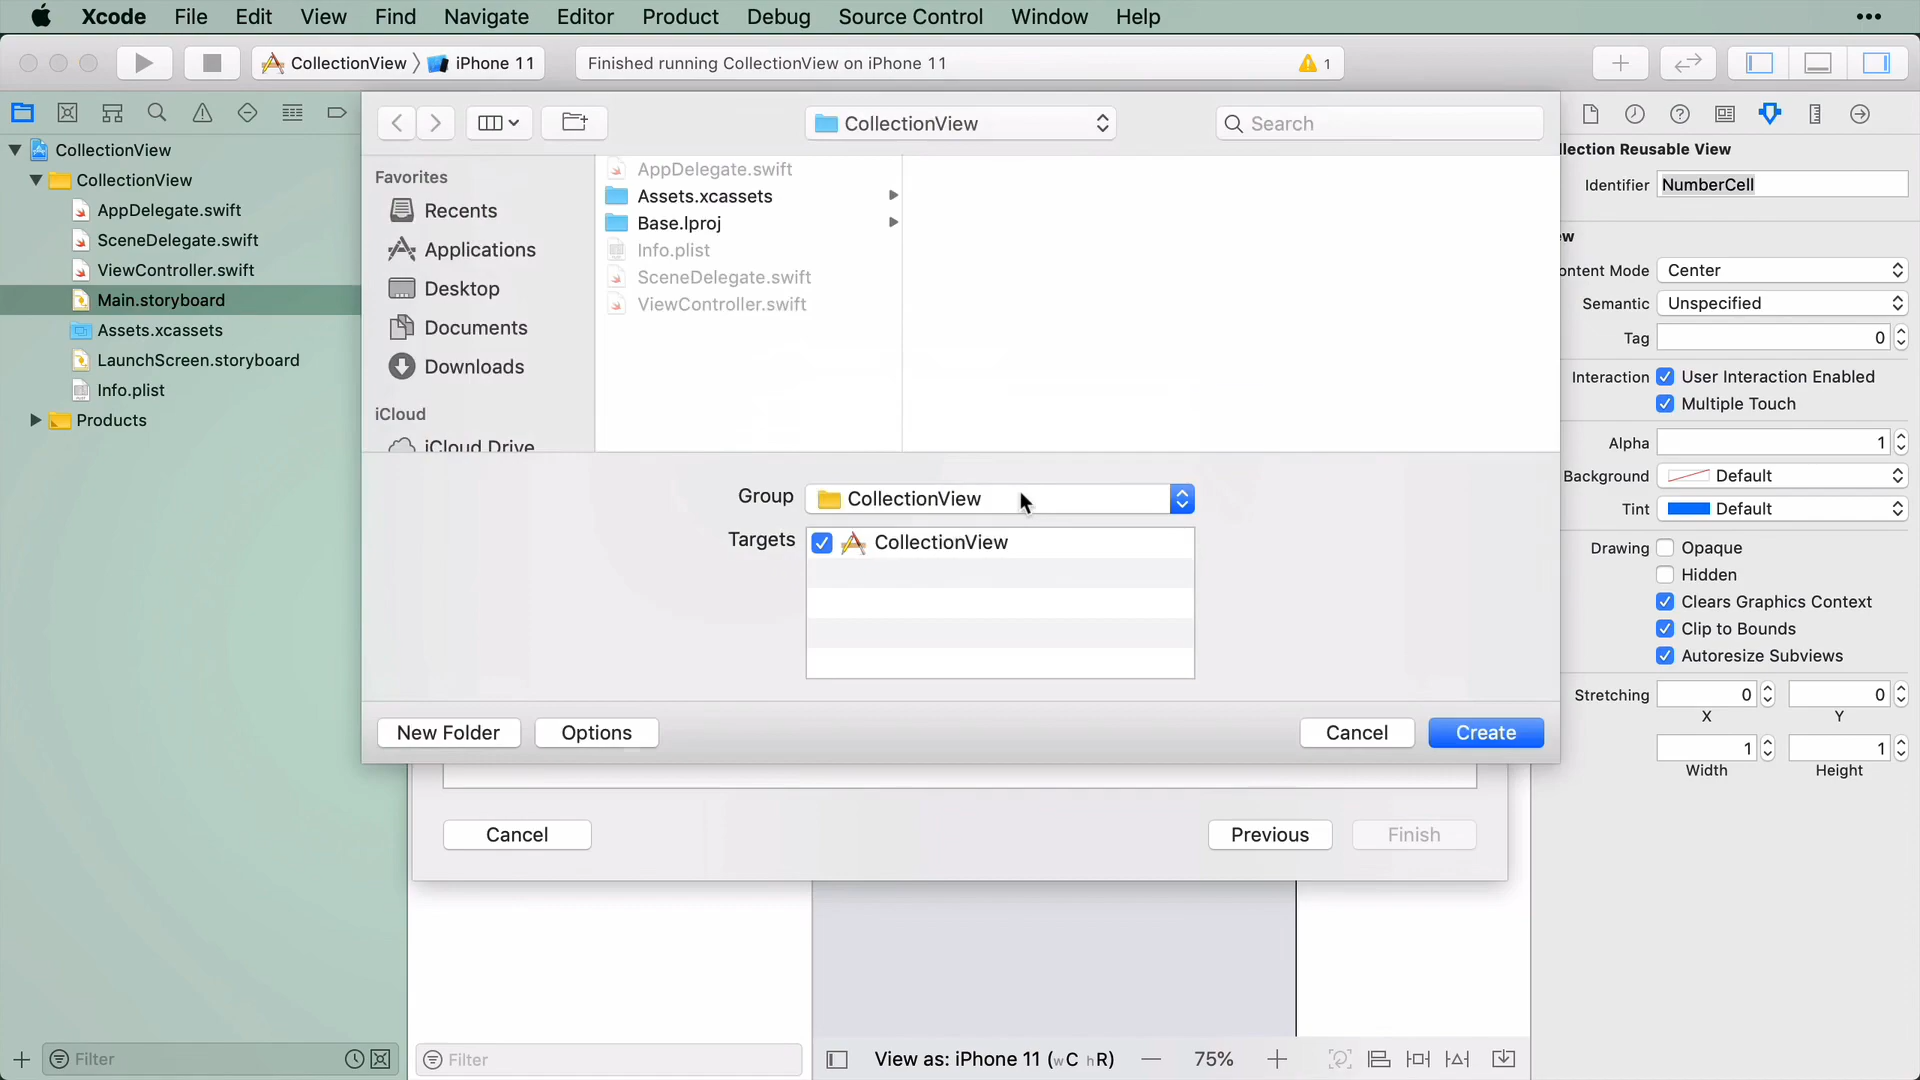 Xcode File Edit View Find Navigate Editor Product Debug Source Control Window Help •••
CollectionView iPhone 11
Finished running CollectionView on iPhone 11
1
CollectionView
CollectionView
AppDelegate.swift
SceneDelegate.swift
ViewController.swift
Main.storyboard
Assets.xcassets
LaunchScreen.storyboard
Info.plist
Products
Filter
CollectionView
Search
Favorites
Recents
Applications
Desktop
Documents
Downloads
iCloud
iCloud Drive
AppDelegate.swift
Assets.xcassets
Base.lproj
Info.plist
SceneDelegate.swift
ViewController.swift
Group CollectionView
Targets CollectionView
New Folder Options Cancel Create
Cancel Previous Finish
Filter
View as: iPhone 11 (wC hR) 75%
llection Reusable View
Identifier NumberCell
ew
ontent Mode Center
Semantic Unspecified
Tag 0
Interaction User Interaction Enabled
Multiple Touch
Alpha 1
Background Default
Tint Default
Drawing Opaque
Hidden
Clears Graphics Context
Clip to Bounds
Autoresize Subviews
Stretching 0 0
X Y
1 1
Width Height